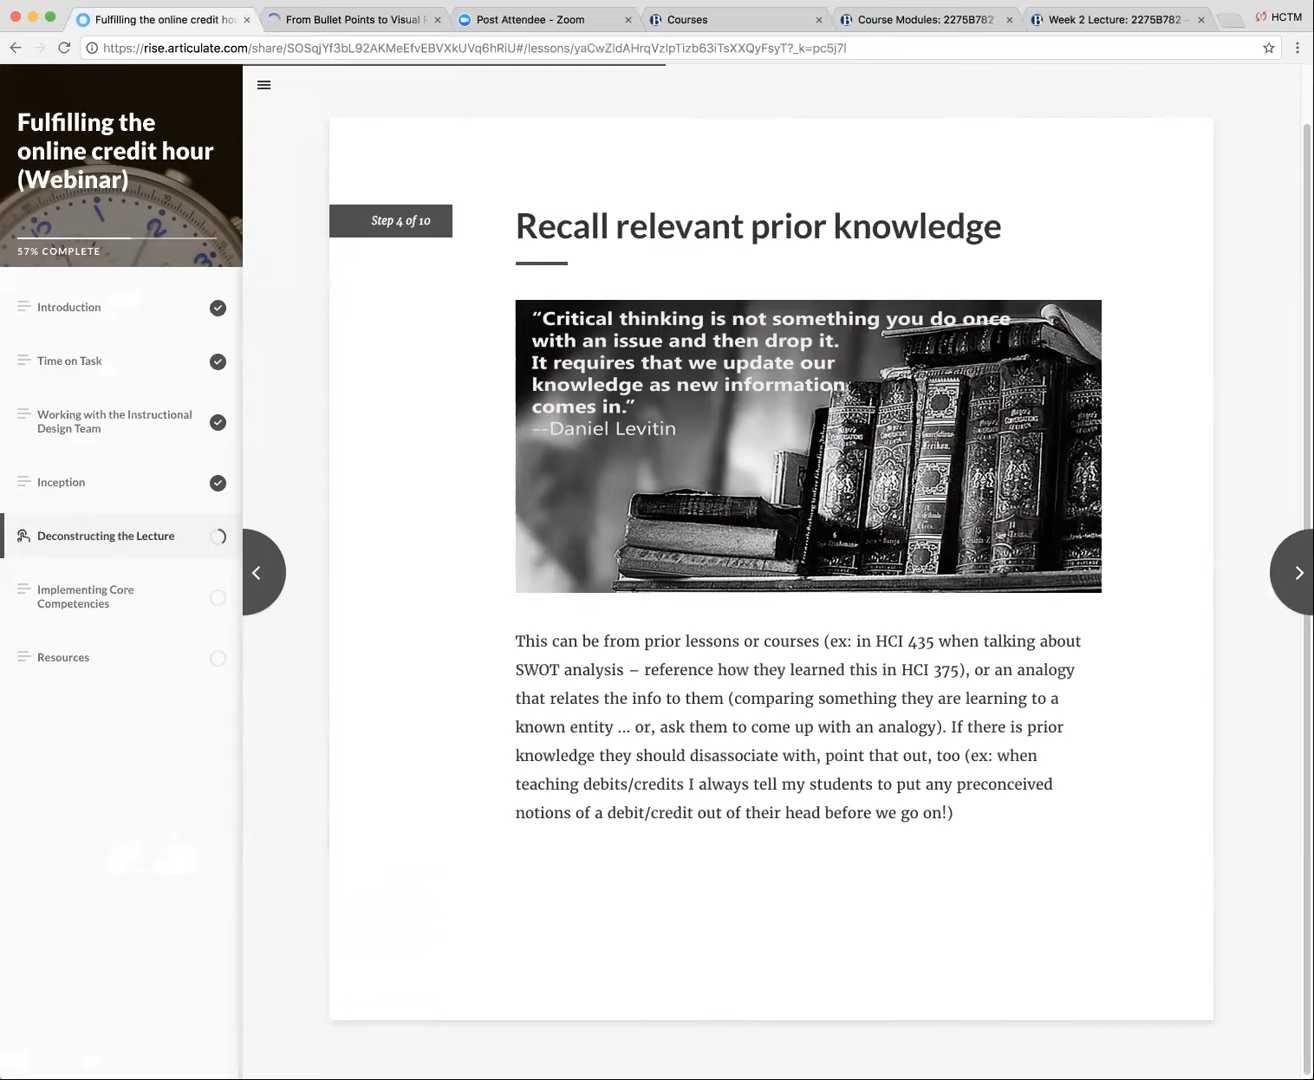 Fulfilling the online credit ho
From Bullet Points to Visual
Post Attendee - Zoom
Courses
Course Modules: 2275B782
Week 2 Lecture: 2275B782 -
HCTM
https://rise.articulate.com/share/SOSqjYf3bL92AKMeEfvEBVXkUVq6hRiU#/lessons/yaCwZldAHrqVzlpTizb63iTsXXQyFsyT?_k=pc5j7l
Fulfilling the
online credit hour
(Webinar)
57% COMPLETE
Introduction
Time on Task
Working with the Instructional
Design Team
Inception
Deconstructing the Lecture
Implementing Core
Competencies
Resources
Step 4 of 10
Recall relevant prior knowledge
“Critical thinking is not something you do once
with an issue and then drop it.
It requires that we update our
knowledge as new information
comes in.”
--Daniel Levitin
This can be from prior lessons or courses (ex: in HCI 435 when talking about
SWOT analysis – reference how they learned this in HCI 375), or an analogy
that relates the info to them (comparing something they are learning to a
known entity ... or, ask them to come up with an analogy). If there is prior
knowledge they should disassociate with, point that out, too (ex: when
teaching debits/credits I always tell my students to put any preconceived
notions of a debit/credit out of their head before we go on!)